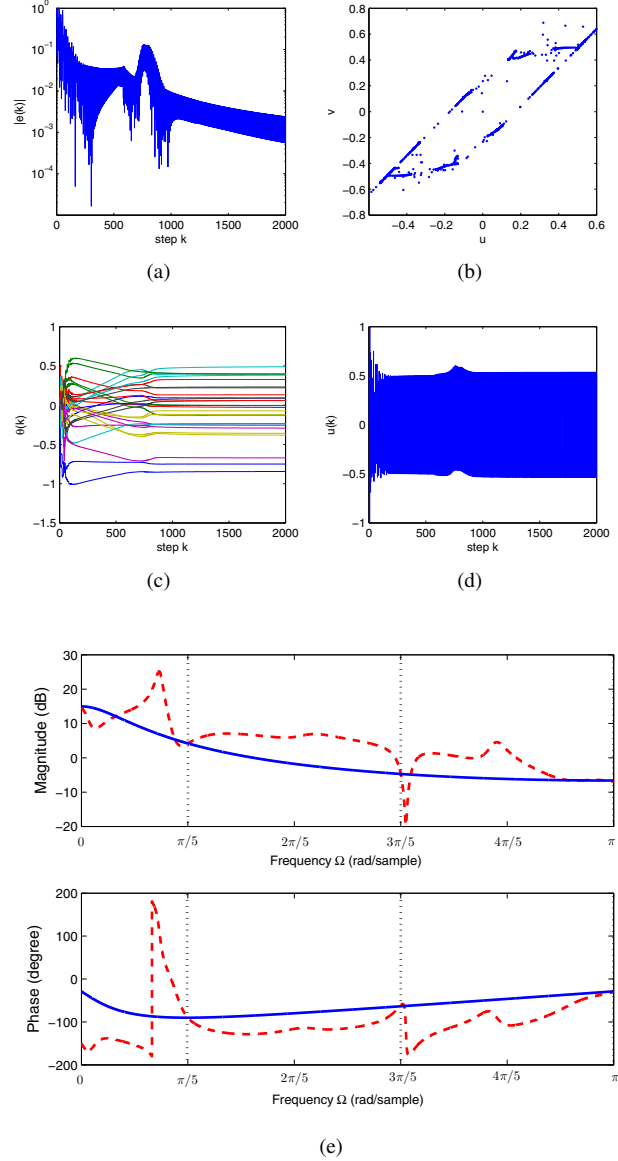 10^0
10^{-1}
10^{-2}
10^{-3}
10^{-4}
|e(k)|
0 500 1000 1500 2000
step k
(a)
0.8
0.6
0.4
0.2
0
−0.2
−0.4
−0.6
−0.8
v
−0.4 −0.2 0 0.2 0.4 0.6
u
(b)
1
0.5
0
−0.5
−1
−1.5
θ(k)
0 500 1000 1500 2000
step k
(c)
1
0.5
0
−0.5
−1
u(k)
0 500 1000 1500 2000
step k
(d)
30
20
10
0
−10
−20
Magnitude (dB)
0 π/5 2π/5 3π/5 4π/5 π
Frequency Ω (rad/sample)
200
100
0
−100
−200
Phase (degree)
0 π/5 2π/5 3π/5 4π/5 π
Frequency Ω (rad/sample)
(e)